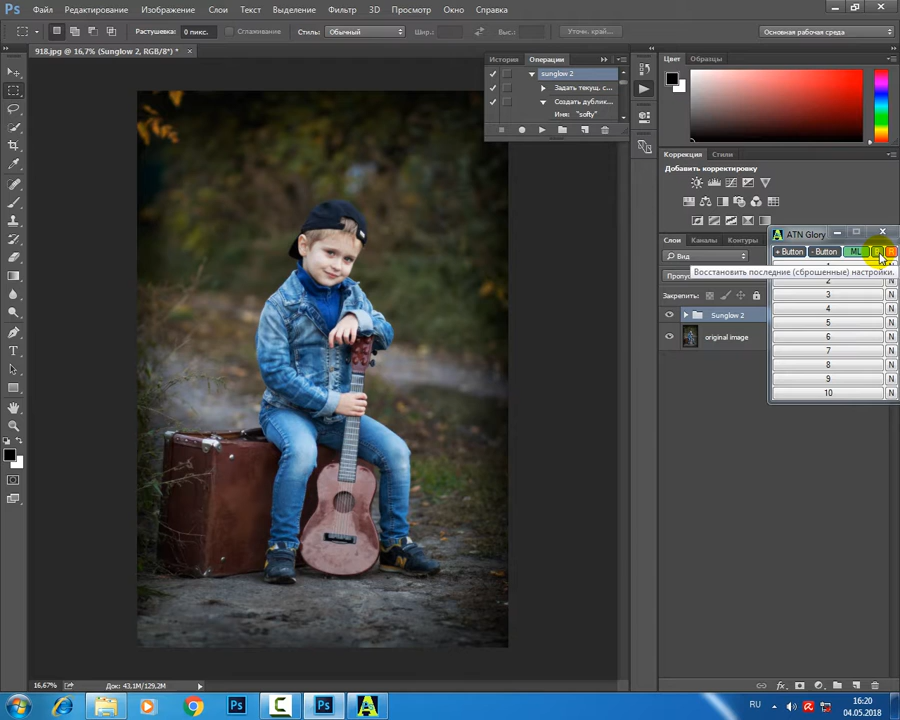 Ps Файл Редактирование Изображение Слои Текст Выделение Фильтр 3D Просмотр Окно Справка
Растушевка: 0 пикс. Сглаживание Стиль: Обычный Шир.: Выс.: Уточн. край... Основная рабочая среда
918.jpg @ 16,7% (Sunglow 2, RGB/8*) *
История Операции
sunglow 2
Задать текущ. с...
Создать дублик...
Имя: "softy"
Цвет Образцы
Коррекция Стили
Добавить корректировку
Слои Каналы Контуры
Вид
Закрепить:
Sunglow 2
original image
ATN Glory
+ Button - Button ML
Восстановить последние (сброшенные) настройки.
2 N
3 N
4 N
5 N
6 N
7 N
8 N
9 N
10 N
16,67% Док: 43,1M/129,2M
RU 16:20
04.05.2018